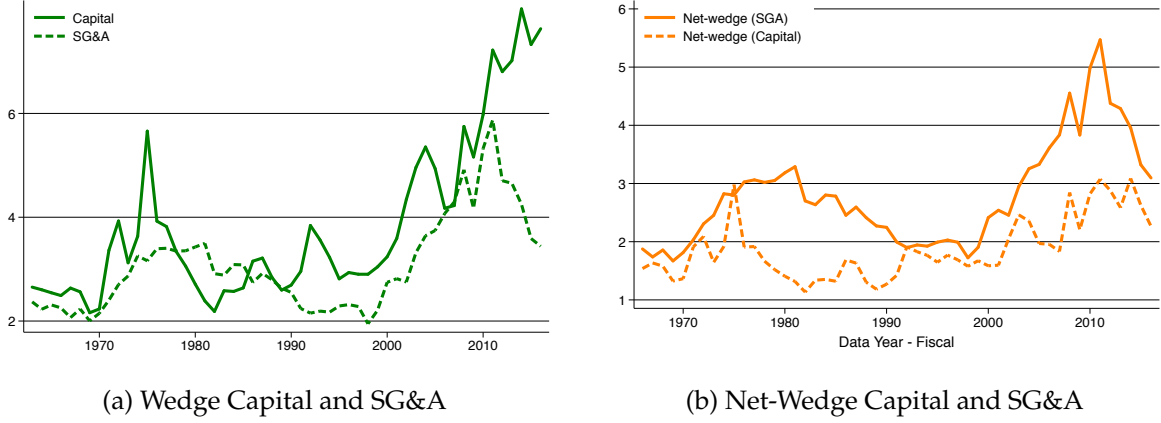 Capital
SG&A
6
4
2
1970 1980 1990 2000 2010
(a) Wedge Capital and SG&A
6
Net-wedge (SGA)
Net-wedge (Capital)
5
4
3
2
1
1970 1980 1990 2000 2010
Data Year - Fiscal
(b) Net-Wedge Capital and SG&A